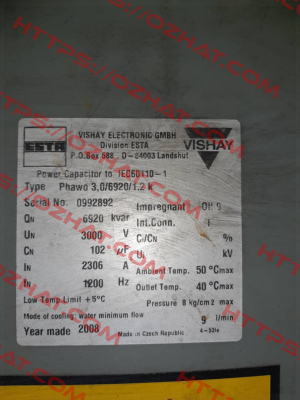 ESTA
VISHAY ELECTRONIC GMBH
Division ESTA
P.O.Box 588 D-84003 Landshut
VISHAY
Power Capacitor to IEC60110-1
Type Phawo 3,0/6920/1.2 k
Serial No. 0992892
Impregnant
QN 6920 kvar
Int.Conn. I
UN 3000 V
Ci/CN %
CN 102 µF
Ui kV
IN 2306 A
Ambient Temp. 50 °C max
fN 1200 Hz
Outlet Temp. 40 °C max
Low Temp.Limit +5°C
Pressure 8 kg/cm2 max
Mode of cooling: water minimum flow 9 l/min
Year made 2008
Made in Czech Republic
HTTPS://OZHAT.COM